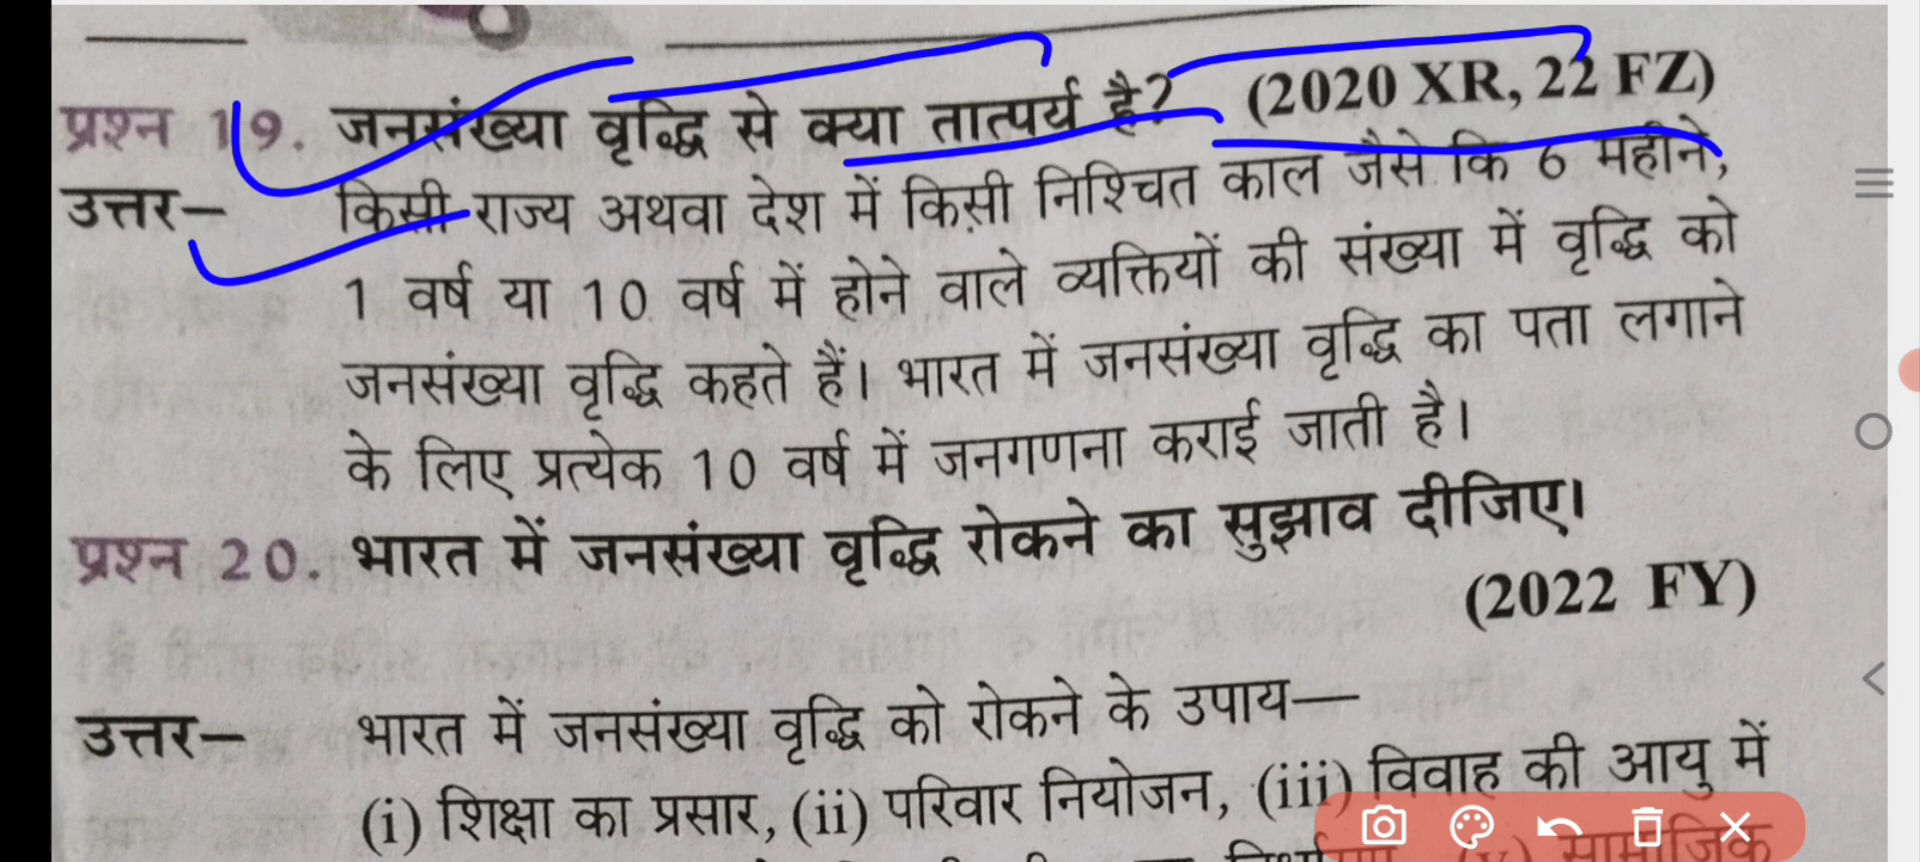 प्रश्न 19. जनसंख्या वृद्धि से क्या तात्पर्य है? (2020 XR, 22 FZ)
उत्तर– किसी राज्य अथवा देश में किसी निश्चित काल जैसे कि 6 महीने,
1 वर्ष या 10 वर्ष में होने वाले व्यक्तियों की संख्या में वृद्धि को
जनसंख्या वृद्धि कहते हैं। भारत में जनसंख्या वृद्धि का पता लगाने
के लिए प्रत्येक 10 वर्ष में जनगणना कराई जाती है।
प्रश्न 20. भारत में जनसंख्या वृद्धि रोकने का सुझाव दीजिए।
(2022 FY)
उत्तर– भारत में जनसंख्या वृद्धि को रोकने के उपाय—
(i) शिक्षा का प्रसार, (ii) परिवार नियोजन, (iii) विवाह की आयु में
(v) सामाजिक